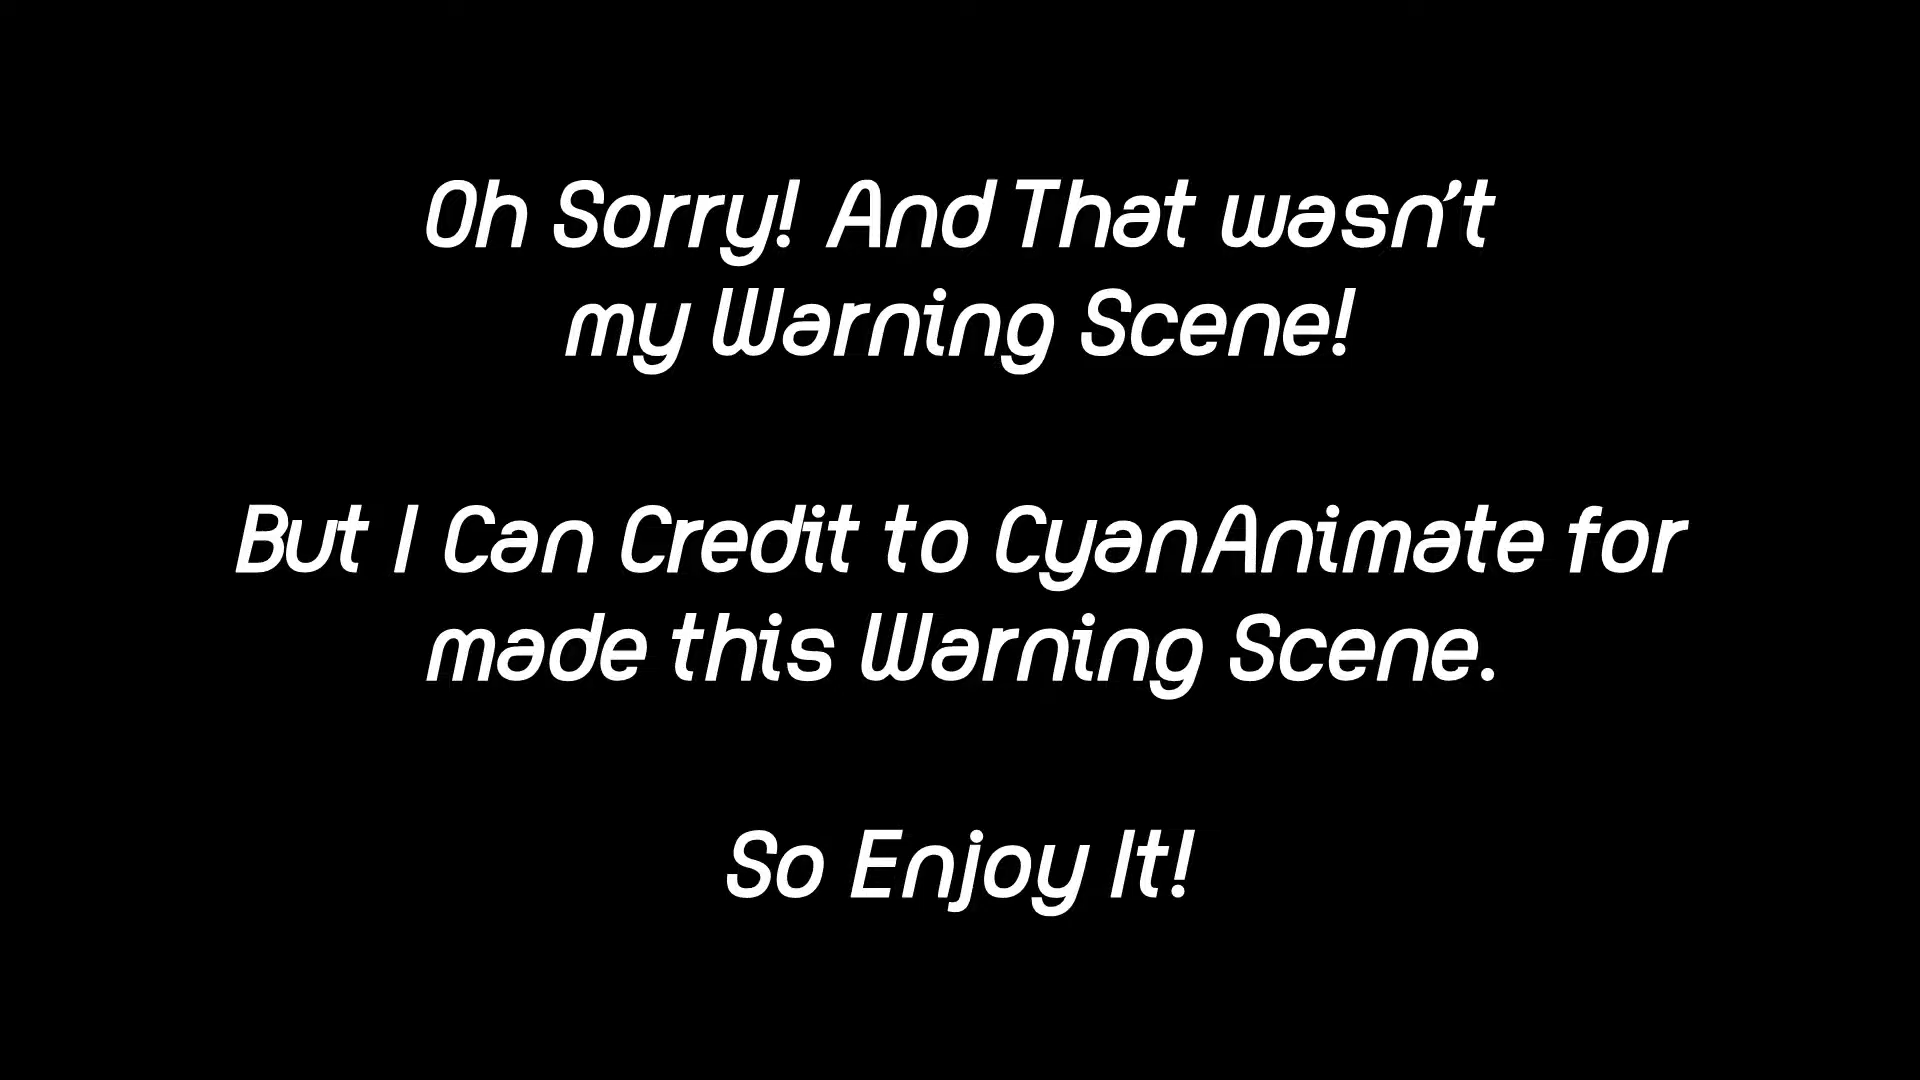 Oh Sorry! And That wasn't
my Warning Scene!
But I Can Credit to CyanAnimate for
made this Warning Scene.
So Enjoy It!